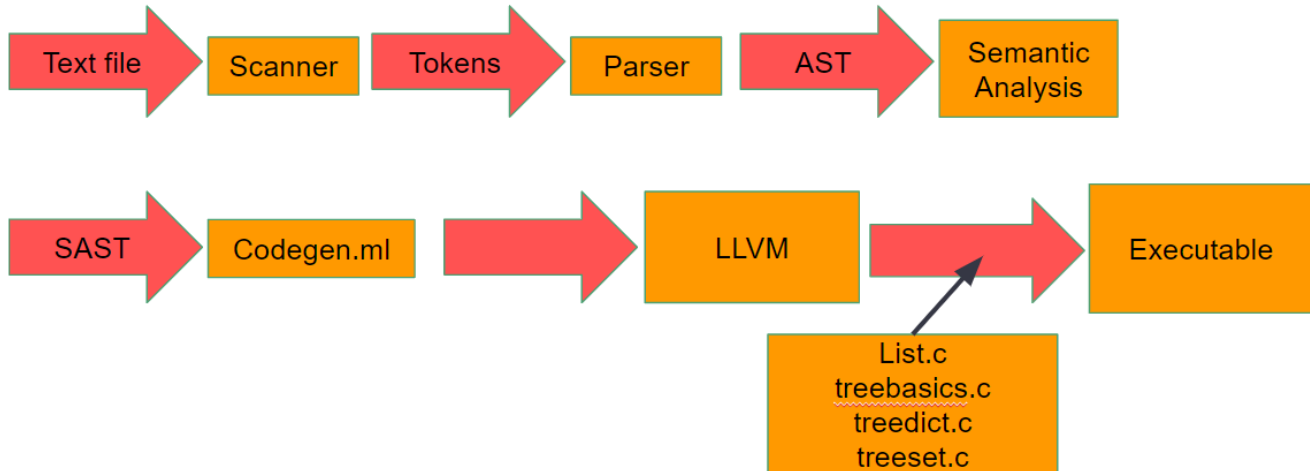 Text file
Scanner
Tokens
Parser
AST
Semantic
Analysis
SAST
Codegen.ml
LLVM
Executable
List.c
treebasics.c
treedict.c
treeset.c